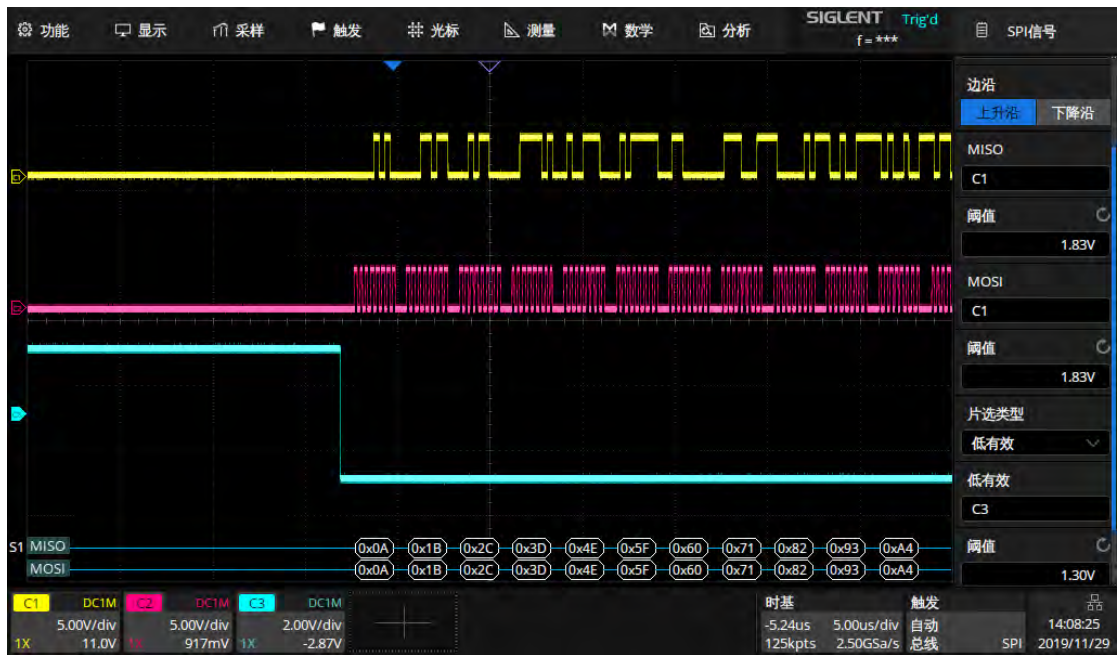 功能 显示 采样 触发 光标 测量 数学 分析 SIGLENT Trig'd
f = ***
SPI信号
边沿
上升沿 下降沿
MISO
C1
阈值
1.83V
MOSI
C1
阈值
1.83V
片选类型
低有效
低有效
C3
阈值
1.30V
S1 MISO 0x0A 0x1B 0x2C 0x3D 0x4E 0x5F 0x60 0x71 0x82 0x93 0xA4
MOSI 0x0A 0x1B 0x2C 0x3D 0x4E 0x5F 0x60 0x71 0x82 0x93 0xA4
C1 DC1M C2 DC1M C3 DC1M 时基 触发
5.00V/div 5.00V/div 2.00V/div -5.24us 5.00us/div 自动 14:08:25
1X 11.0V 1X 917mV 1X -2.87V 125kpts 2.50GSa/s 总线 SPI 2019/11/29